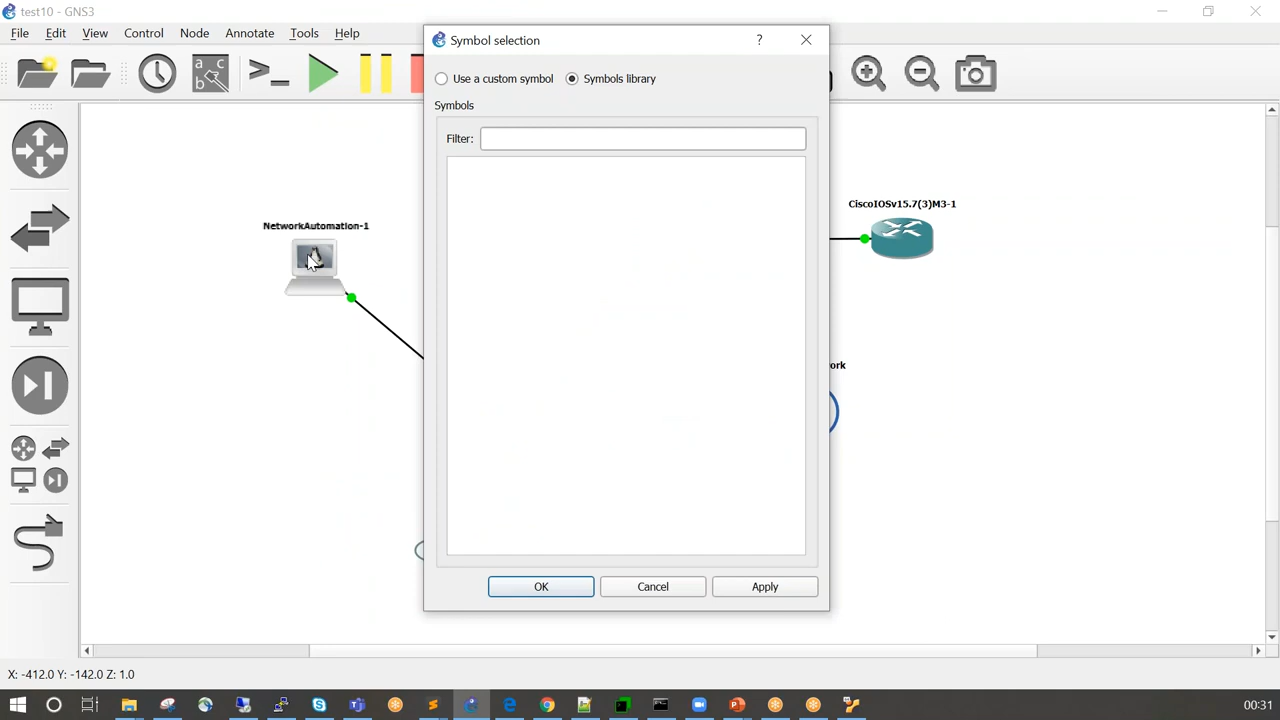 test10 - GNS3
File Edit View Control Node Annotate Tools Help
a c
b
Symbol selection
?
Use a custom symbol Symbols library
Symbols
Filter:
NetworkAutomation-1
CiscoIOSv15.7(3)M3-1
ork
OK Cancel Apply
X: -412.0 Y: -142.0 Z: 1.0
00:31